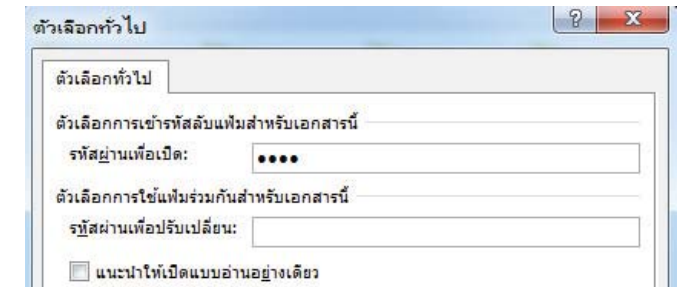 ตัวเลือกทั่วไป
ตัวเลือกทั่วไป
ตัวเลือกการเข้ารหัสลับแฟ้มสำหรับเอกสารนี้
รหัสผ่านเพื่อเปิด: ••••
ตัวเลือกการใช้แฟ้มร่วมกันสำหรับเอกสารนี้
รหัสผ่านเพื่อปรับเปลี่ยน:
แนะนำให้เปิดแบบอ่านอย่างเดียว